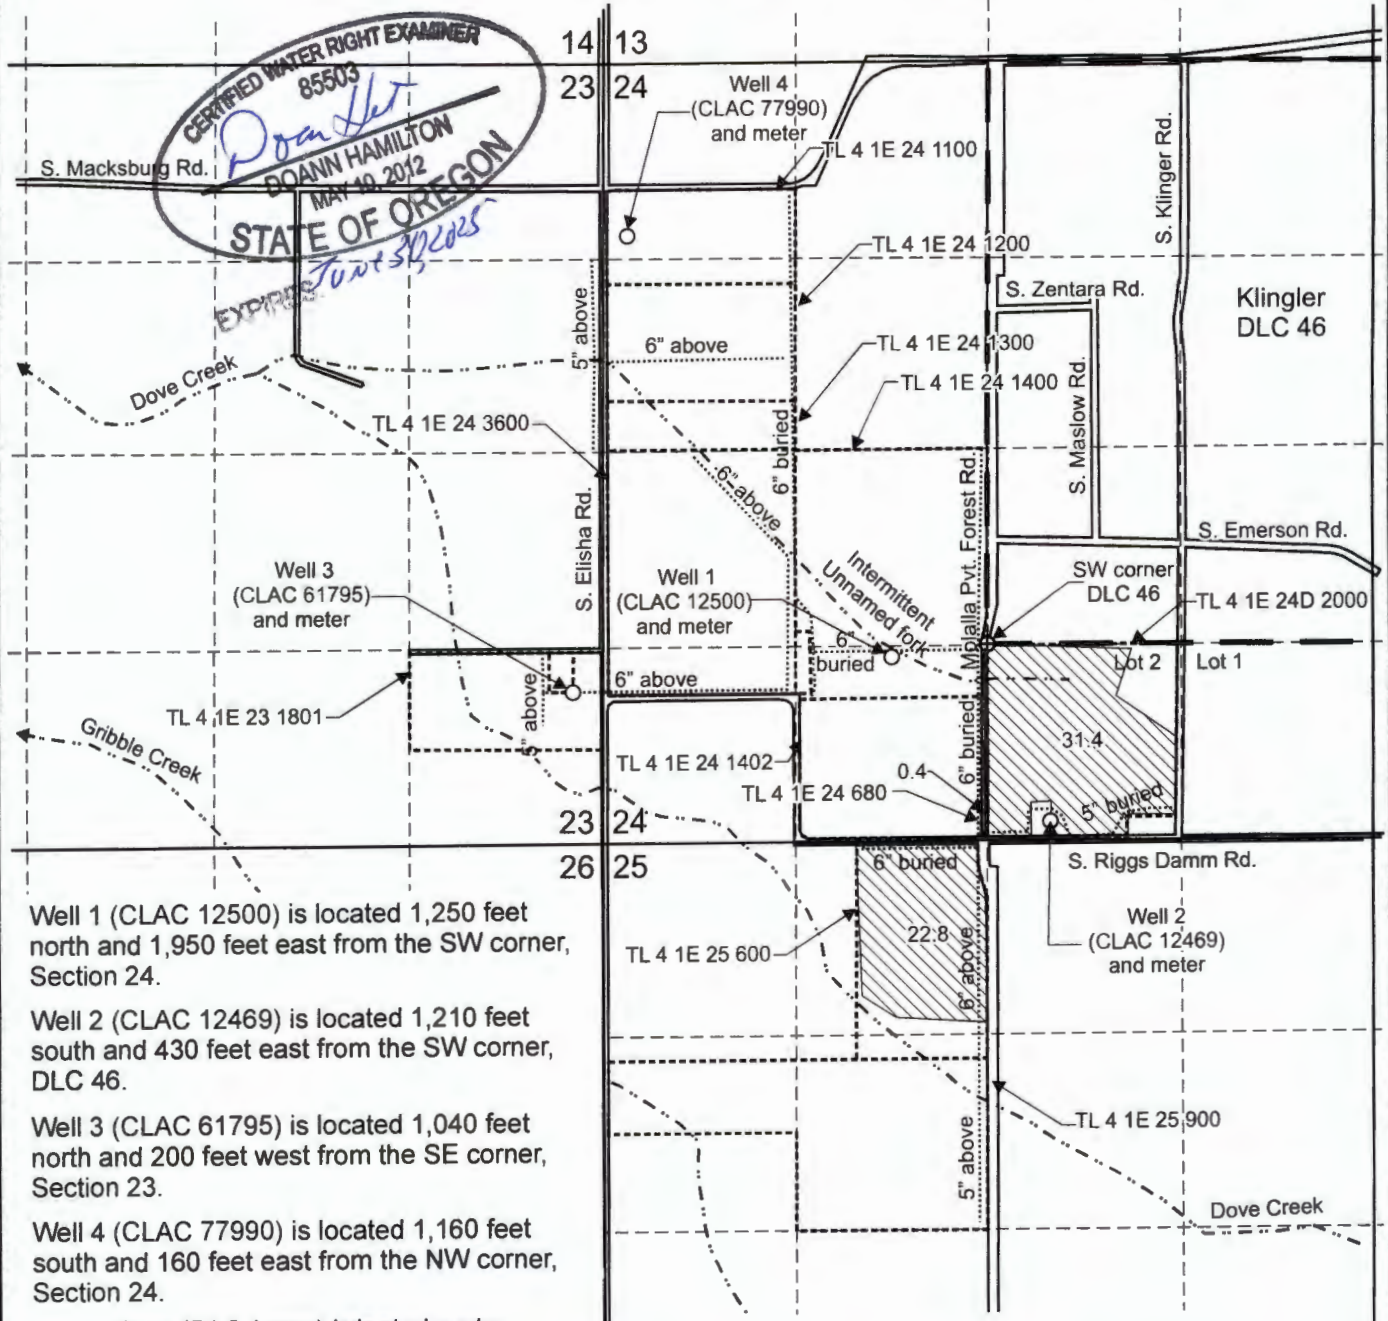 14 13
23 24
CERTIFIED WATER RIGHT EXAMINER
85503
DOANN HAMILTON
MAY 10, 2012
STATE OF OREGON
EXPIRES June 30, 2025
S. Macksburg Rd.
Well 4
(CLAC 77990)
and meter
TL 4 1E 24 1100
S. Klinger Rd.
TL 4 1E 24 1200
S. Zentara Rd.
Klingler
DLC 46
5" above
6" above
TL 4 1E 24 1300
TL 4 1E 24 1400
Dove Creek
TL 4 1E 24 3600
6" buried
6" above
S. Maslow Rd.
S. Elisha Rd.
Molalla Pvt. Forest Rd.
S. Emerson Rd.
Well 3
(CLAC 61795)
and meter
Well 1
(CLAC 12500)
and meter
Intermittent
Unnamed fork
SW corner
DLC 46
TL 4 1E 24D 2000
6"
buried
Lot 2
Lot 1
6" above
5" above
TL 4 1E 23 1801
Gribble Creek
TL 4 1E 24 1402
6" buried
31.4
0.4
TL 4 1E 24 680
5" buried
23 24
26 25
6" buried
S. Riggs Damm Rd.
22.8
TL 4 1E 25 600
6" above
Well 2
(CLAC 12469)
and meter
TL 4 1E 25 900
5" above
Dove Creek
Well 1 (CLAC 12500) is located 1,250 feet
north and 1,950 feet east from the SW corner,
Section 24.
Well 2 (CLAC 12469) is located 1,210 feet
south and 430 feet east from the SW corner,
DLC 46.
Well 3 (CLAC 61795) is located 1,040 feet
north and 200 feet west from the SE corner,
Section 23.
Well 4 (CLAC 77990) is located 1,160 feet
south and 160 feet east from the NW corner,
Section 24.